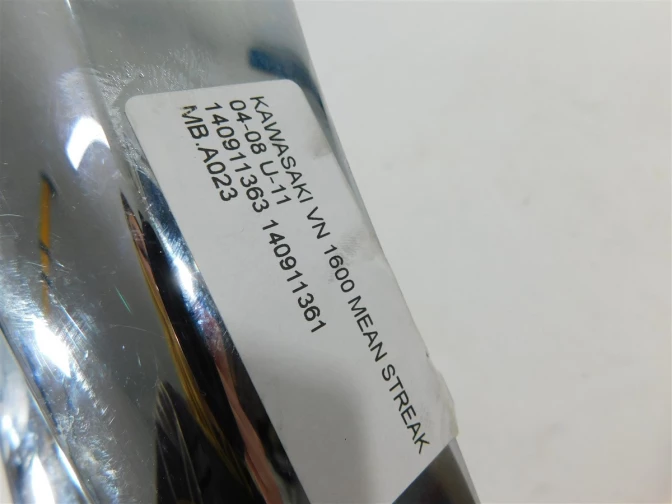 KAWASAKI VN 1600 MEAN STREAK
04-08 U-11
140911363 140911361
MB.A023